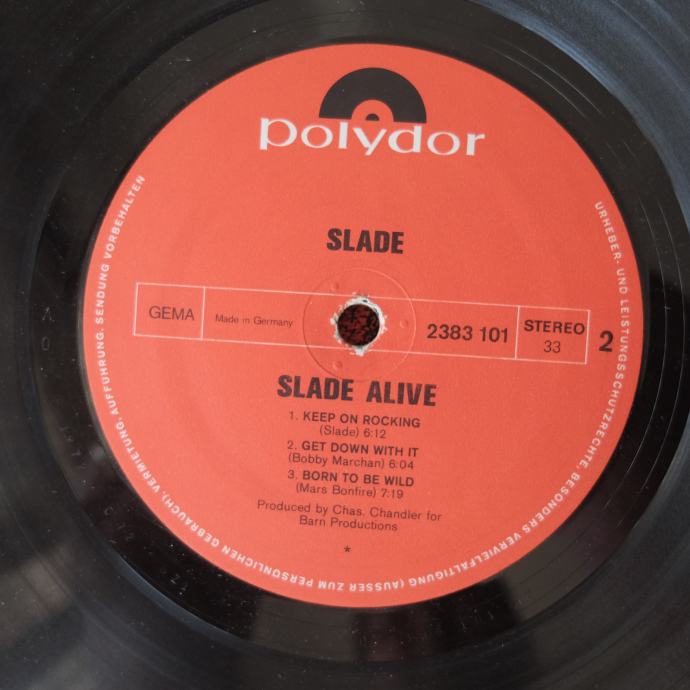 polydor
SLADE
GEMA
Made in Germany
2383 101
STEREO
33
2
SLADE ALIVE
1. KEEP ON ROCKING
(Slade) 6:12
2. GET DOWN WITH IT
(Bobby Marchan) 6:04
3. BORN TO BE WILD
(Mars Bonfire) 7:19
Produced by Chas. Chandler for
Barn Productions
*
URHEBER- UND LEISTUNGSSCHUTZRECHTE, BESONDERS VERVIELFÄLTIGUNG (AUSSER ZUM PERSÖNLICHEN GEBRAUCH), VERMIETUNG, AUFFÜHRUNG, SENDUNG VORBEHALTEN